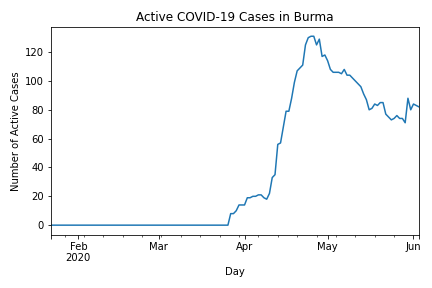 Active COVID-19 Cases in Burma
Number of Active Cases
120
100
80
60
40
20
0
Feb
2020
Mar
Apr
May
Jun
Day